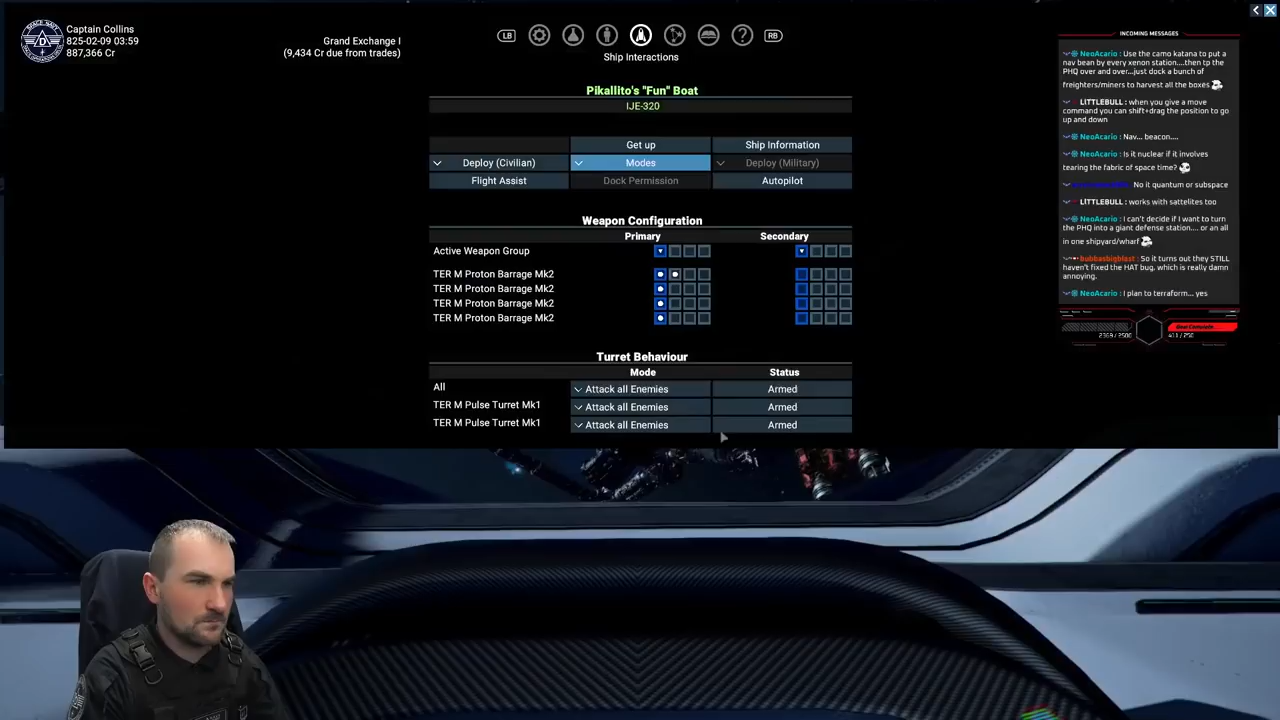 Captain Collins
825-02-09 03:59
887,366 Cr
Grand Exchange I
(9,434 Cr due from trades)
LB
RB
Ship Interactions
Pikallito's "Fun" Boat
IJE-320
Get up
Ship Information
Deploy (Civilian)
Modes
Deploy (Military)
Flight Assist
Dock Permission
Autopilot
Weapon Configuration
Primary
Secondary
Active Weapon Group
TER M Proton Barrage Mk2
TER M Proton Barrage Mk2
TER M Proton Barrage Mk2
TER M Proton Barrage Mk2
Turret Behaviour
Mode
Status
All
Attack all Enemies
Armed
TER M Pulse Turret Mk1
Attack all Enemies
Armed
TER M Pulse Turret Mk1
Attack all Enemies
Armed
INCOMING MESSAGES
NeoAcario : Use the camo katana to put a
nav bean by every xenon station....then tp the
PHQ over and over...just dock a bunch of
freighters/miners to harvest all the boxes
LITTLEBULL : when you give a move
command you can shift+drag the position to go
up and down
NeoAcario : Nav... beacon....
NeoAcario : Is it nuclear if it involves
tearing the fabric of space time?
No it quantum or subspace
LITTLEBULL : works with sattelites too
NeoAcario : I can't decide if I want to turn
the PHQ into a giant defense station.... or an all
in one shipyard/wharf
bubbasbigblast : So it turns out they STILL
haven't fixed the HAT bug, which is really damn
annoying.
NeoAcario : I plan to terraform... yes